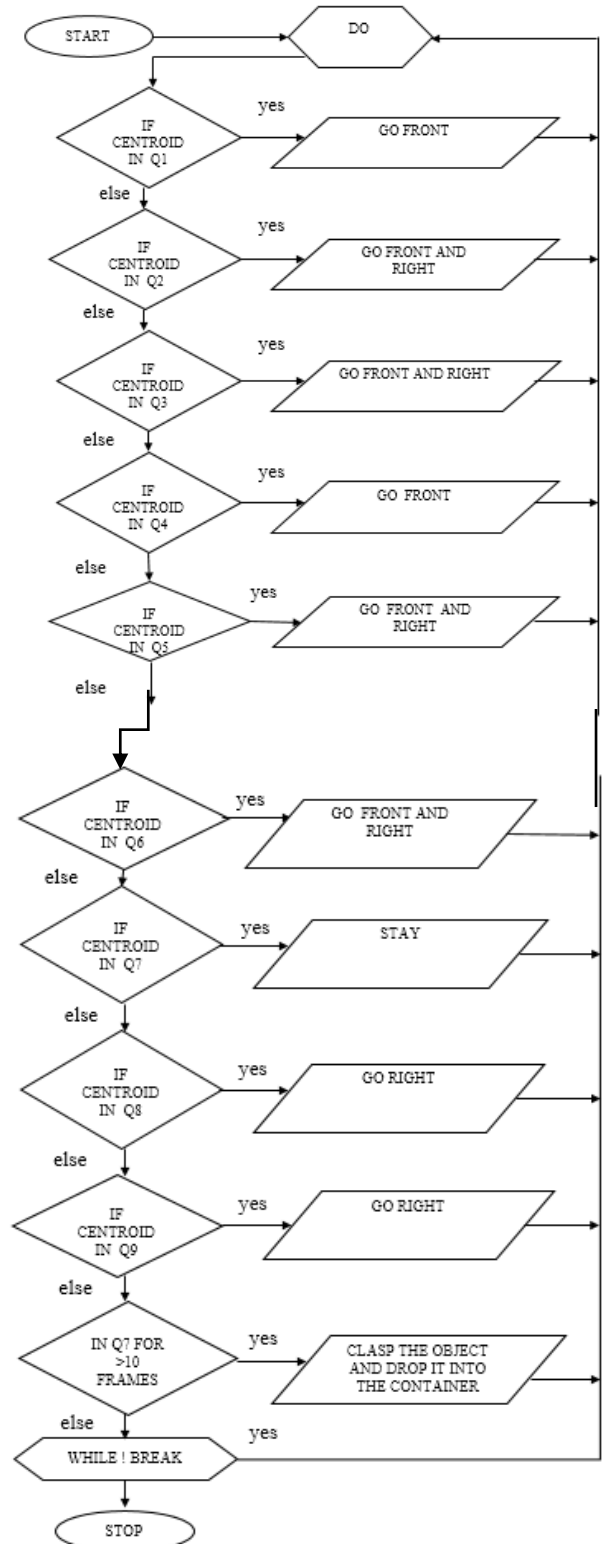 START
DO
IF
CENTROID
IN Q1
yes
GO FRONT
else
IF
CENTROID
IN Q2
yes
GO FRONT AND
RIGHT
else
IF
CENTROID
IN Q3
yes
GO FRONT AND RIGHT
else
IF
CENTROID
IN Q4
yes
GO FRONT
else
IF
CENTROID
IN Q5
yes
GO FRONT AND
RIGHT
else
IF
CENTROID
IN Q6
yes
GO FRONT AND
RIGHT
else
IF
CENTROID
IN Q7
yes
STAY
else
IF
CENTROID
IN Q8
yes
GO RIGHT
else
IF
CENTROID
IN Q9
yes
GO RIGHT
else
IN Q7 FOR
>10
FRAMES
yes
CLASP THE OBJECT
AND DROP IT INTO
THE CONTAINER
else
WHILE ! BREAK
yes
STOP